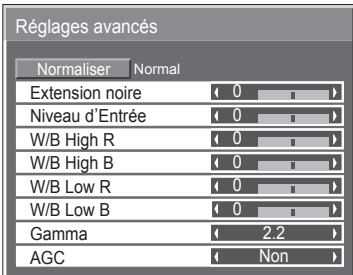 Réglages avancés
Normaliser Normal
Extension noire 0
Niveau d'Entrée 0
W/B High R 0
W/B High B 0
W/B Low R 0
W/B Low B 0
Gamma 2.2
AGC Non